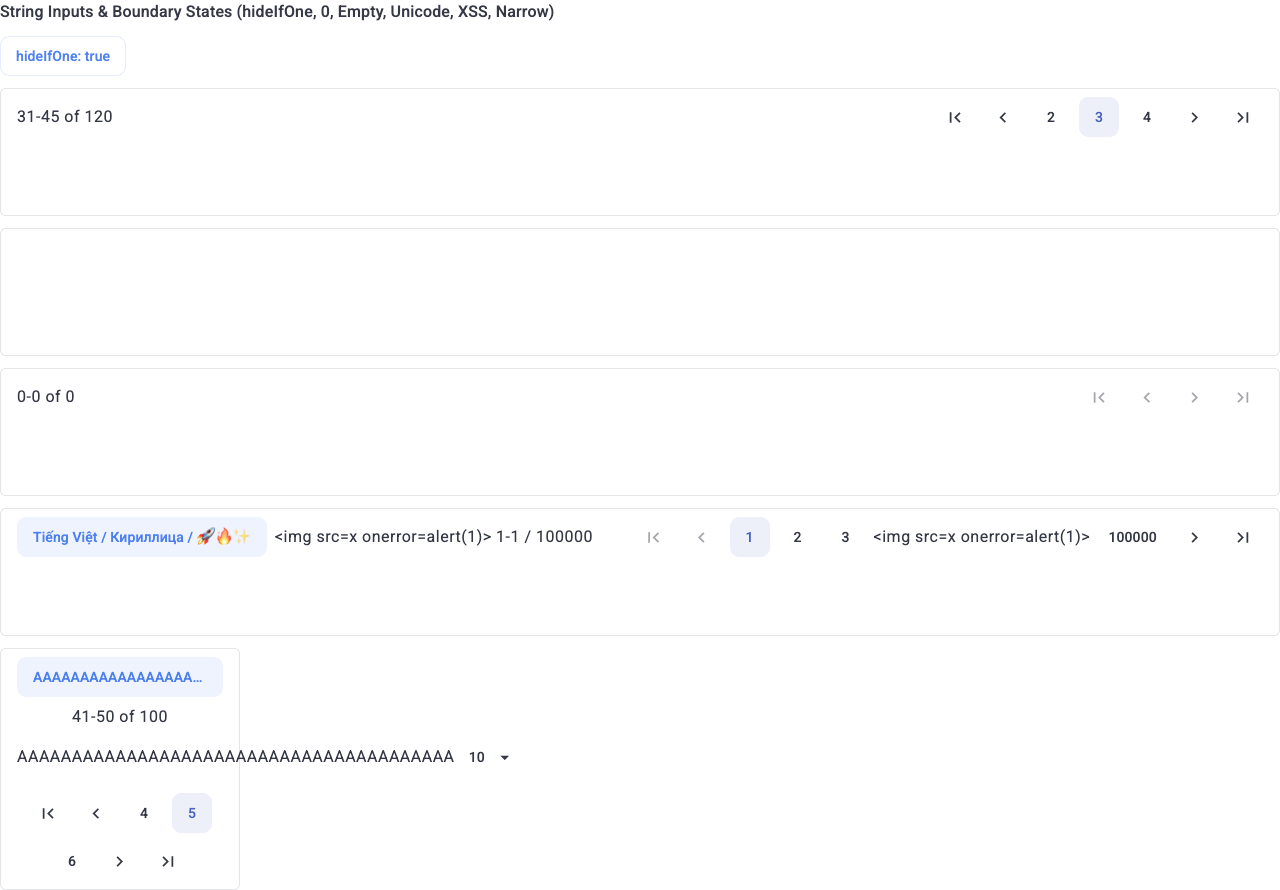 String Inputs & Boundary States (hideIfOne, 0, Empty, Unicode, XSS, Narrow)
hideIfOne: true
31-45 of 120 2 3 4
0-0 of 0
Tiếng Việt / Кириллица / 🚀🔥✨ <img src=x onerror=alert(1)> 1-1 / 100000 1 2 3 <img src=x onerror=alert(1)> 100000
AAAAAAAAAAAAAAAAA...
41-50 of 100
AAAAAAAAAAAAAAAAAAAAAAAAAAAAAAAAAAAAAAAA 10
4 5
6